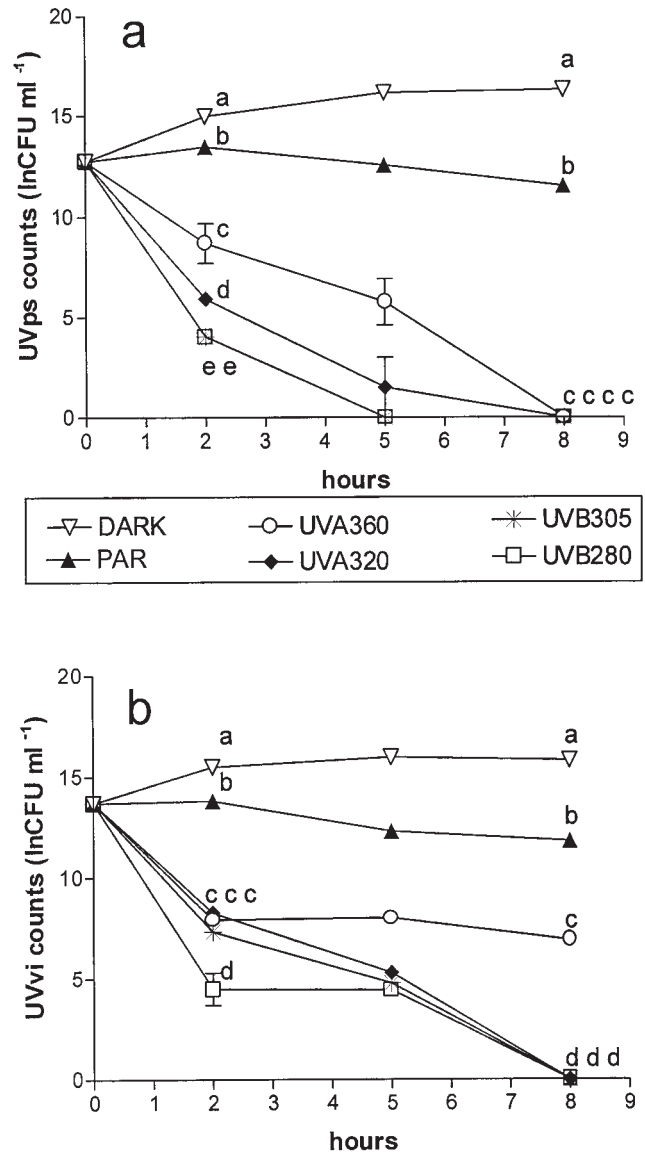 a
20
15
10
5
0
UVps counts (lnCFU ml -1)
a
a
b
b
c
d
e e
c c c c
0 1 2 3 4 5 6 7 8 9
hours
DARK UVA360 UVB305
PAR UVA320 UVB280
b
20
15
10
5
0
UVvi counts (lnCFU ml -1)
a
a
b
b
c c c
c
d
d d d
0 1 2 3 4 5 6 7 8 9
hours